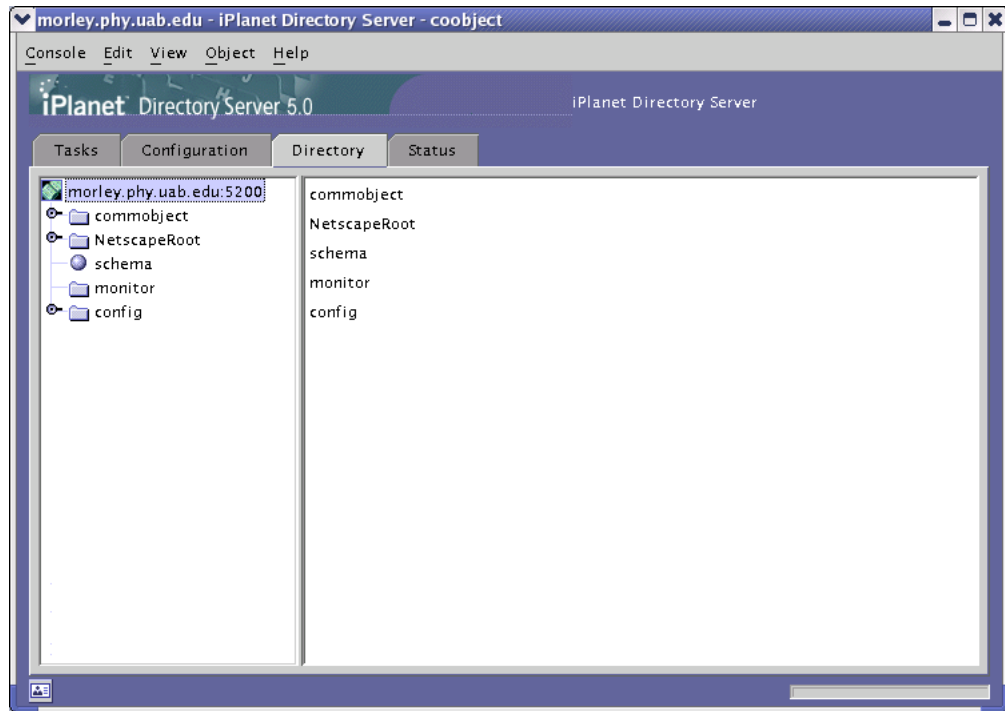 morley.phy.uab.edu - iPlanet Directory Server - coobject
Console Edit View Object Help
iPlanet Directory Server 5.0
iPlanet Directory Server
Tasks Configuration Directory Status
morley.phy.uab.edu:5200
commobject
NetscapeRoot
schema
monitor
config
commobject
NetscapeRoot
schema
monitor
config